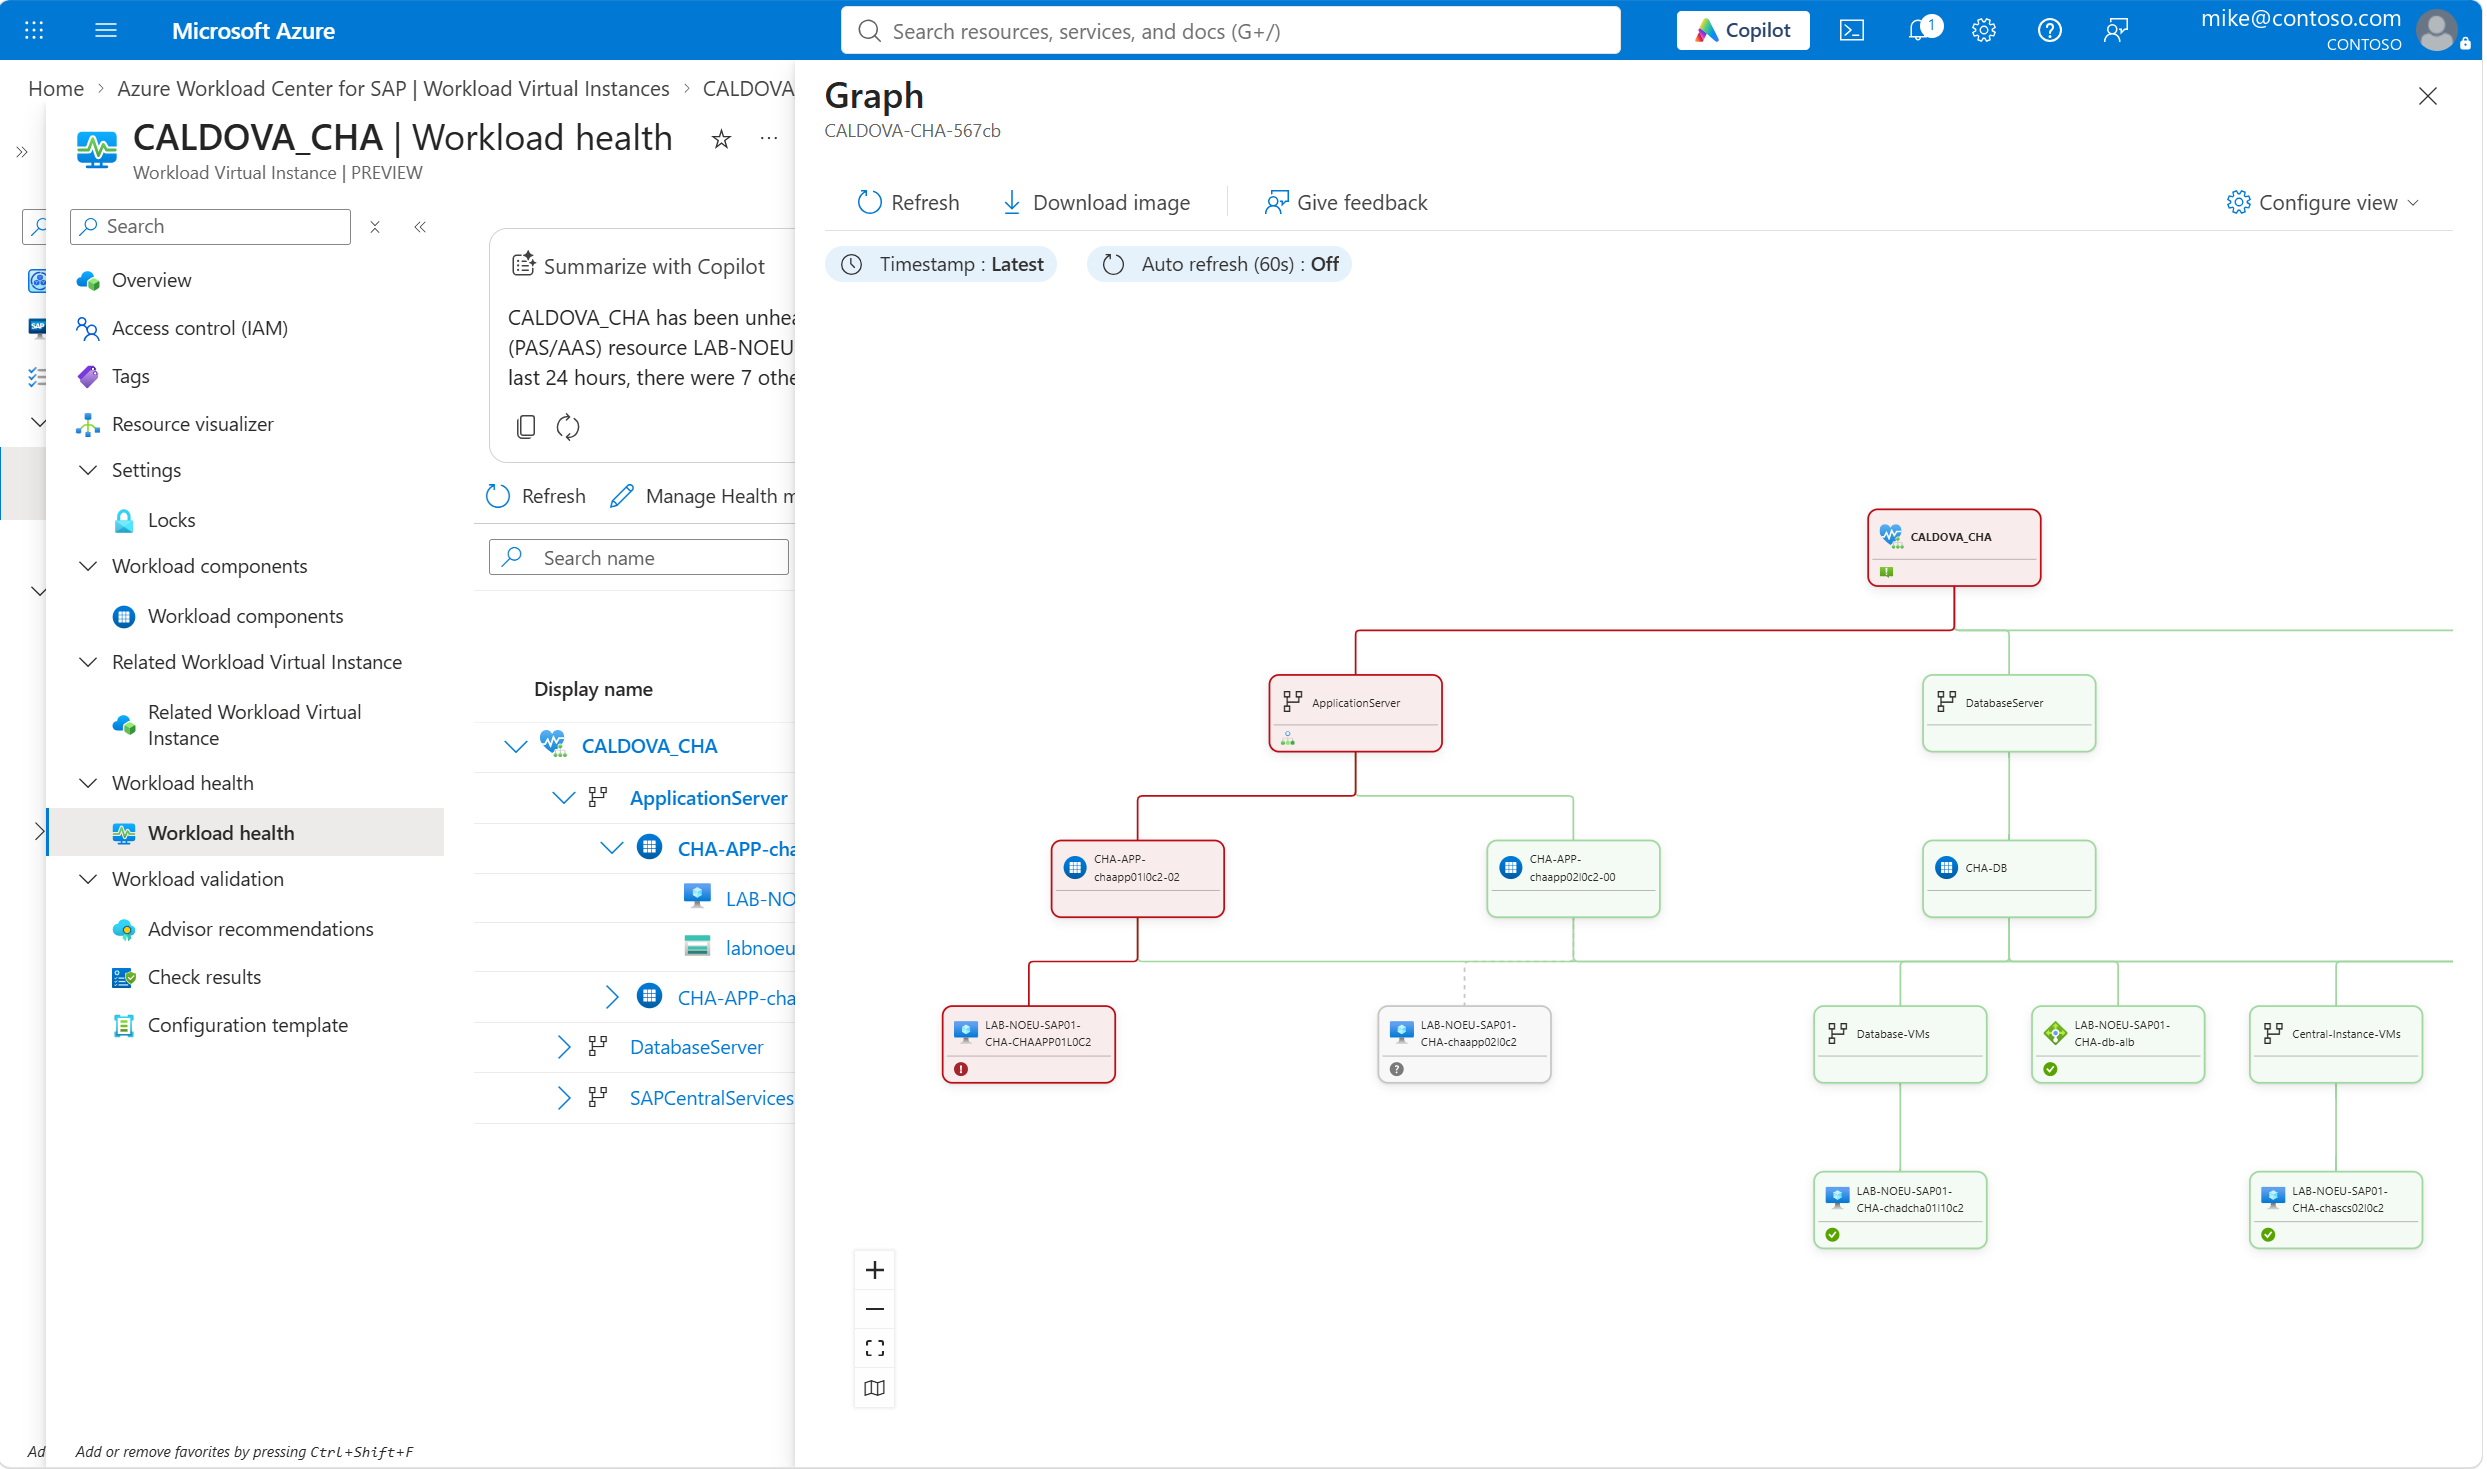 Microsoft Azure
Search resources, services, and docs (G+/)
Copilot
1
mike@contoso.com
CONTOSO
Home > Azure Workload Center for SAP | Workload Virtual Instances > CALDOVA
CALDOVA_CHA | Workload health
Workload Virtual Instance | PREVIEW
Search
Overview
SAP
Access control (IAM)
Tags
Resource visualizer
Settings
Locks
Workload components
Workload components
Related Workload Virtual Instance
Related Workload Virtual
Instance
Workload health
Workload health
Workload validation
Advisor recommendations
Check results
Configuration template
Ad
Add or remove favorites by pressing Ctrl+Shift+F
Summarize with Copilot
CALDOVA_CHA has been unhea
(PAS/AAS) resource LAB-NOEU
last 24 hours, there were 7 othe
Refresh
Manage Health m
Search name
Display name
CALDOVA_CHA
ApplicationServer
CHA-APP-cha
LAB-NO
labnoeu
CHA-APP-cha
DatabaseServer
SAPCentralServices
Graph
CALDOVA-CHA-567cb
Refresh
Download image
Give feedback
Configure view
Timestamp : Latest
Auto refresh (60s) : Off
CALDOVA_CHA
ApplicationServer
DatabaseServer
CHA-APP-
chaapp01l0c2-02
CHA-APP-
chaapp02l0c2-00
CHA-DB
LAB-NOEU-SAP01-
CHA-CHAAPP01L0C2
LAB-NOEU-SAP01-
CHA-chaapp02l0c2
Database-VMs
LAB-NOEU-SAP01-
CHA-db-alb
Central-Instance-VMs
LAB-NOEU-SAP01-
CHA-chadcha01l10c2
LAB-NOEU-SAP01-
CHA-chascs02l0c2